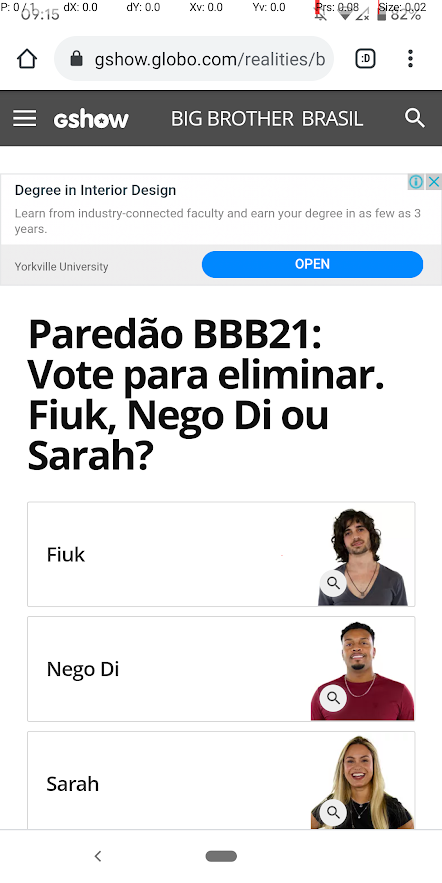 P: 0 / 1 dX: 0.0 dY: 0.0 Xv: 0.0 Yv: 0.0 Prs: 0.08 Size: 0.02
09:15 82%
gshow.globo.com/realities/b :D
gshow BIG BROTHER BRASIL
Degree in Interior Design
Learn from industry-connected faculty and earn your degree in as few as 3
years.
Yorkville University OPEN
Paredão BBB21:
Vote para eliminar.
Fiuk, Nego Di ou
Sarah?
Fiuk
Nego Di
Sarah